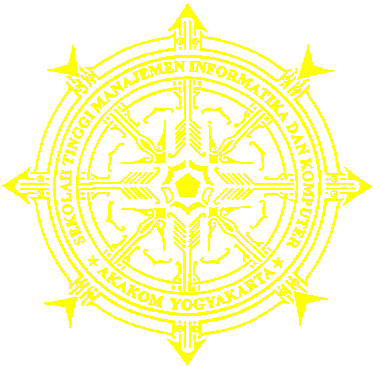 SEKOLAH TINGGI MANAJEMEN INFORMATIKA DAN KOMPUTER
★ AKAKOM YOGYAKARTA ★